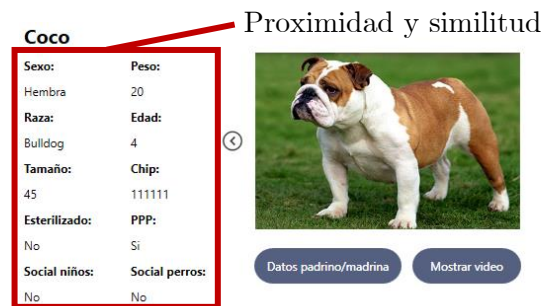 Proximidad y similitud
Coco
Sexo: Peso:
Hembra 20
Raza: Edad:
Bulldog 4
Tamaño: Chip:
45 111111
Esterilizado: PPP:
No Si
Social niños: Social perros:
No No
Datos padrino/madrina Mostrar video